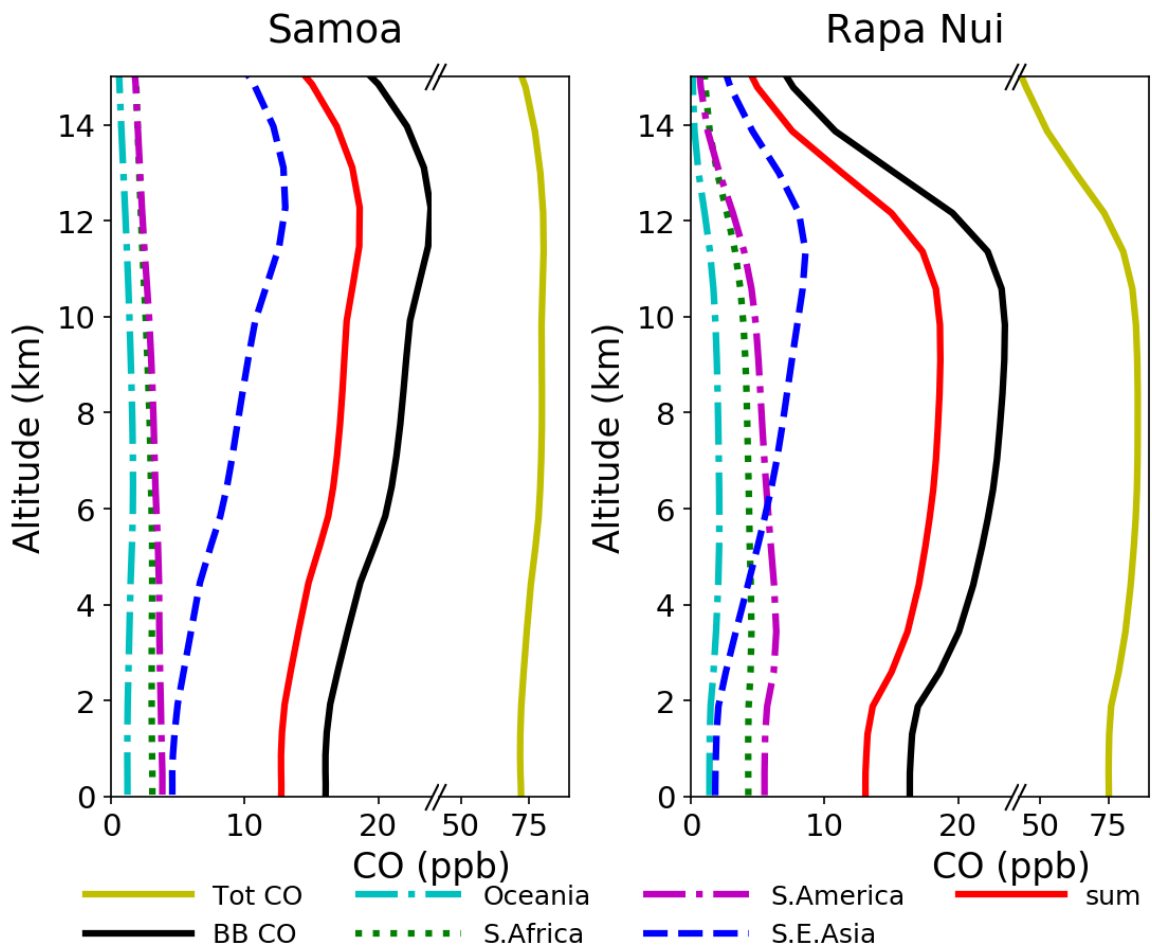 Samoa
Rapa Nui
Altitude (km)
14
12
10
8
6
4
2
0
0 10 20 50 75
CO (ppb)
Altitude (km)
14
12
10
8
6
4
2
0
0 10 20 50 75
CO (ppb)
Tot CO Oceania S.America sum
BB CO S.Africa S.E.Asia